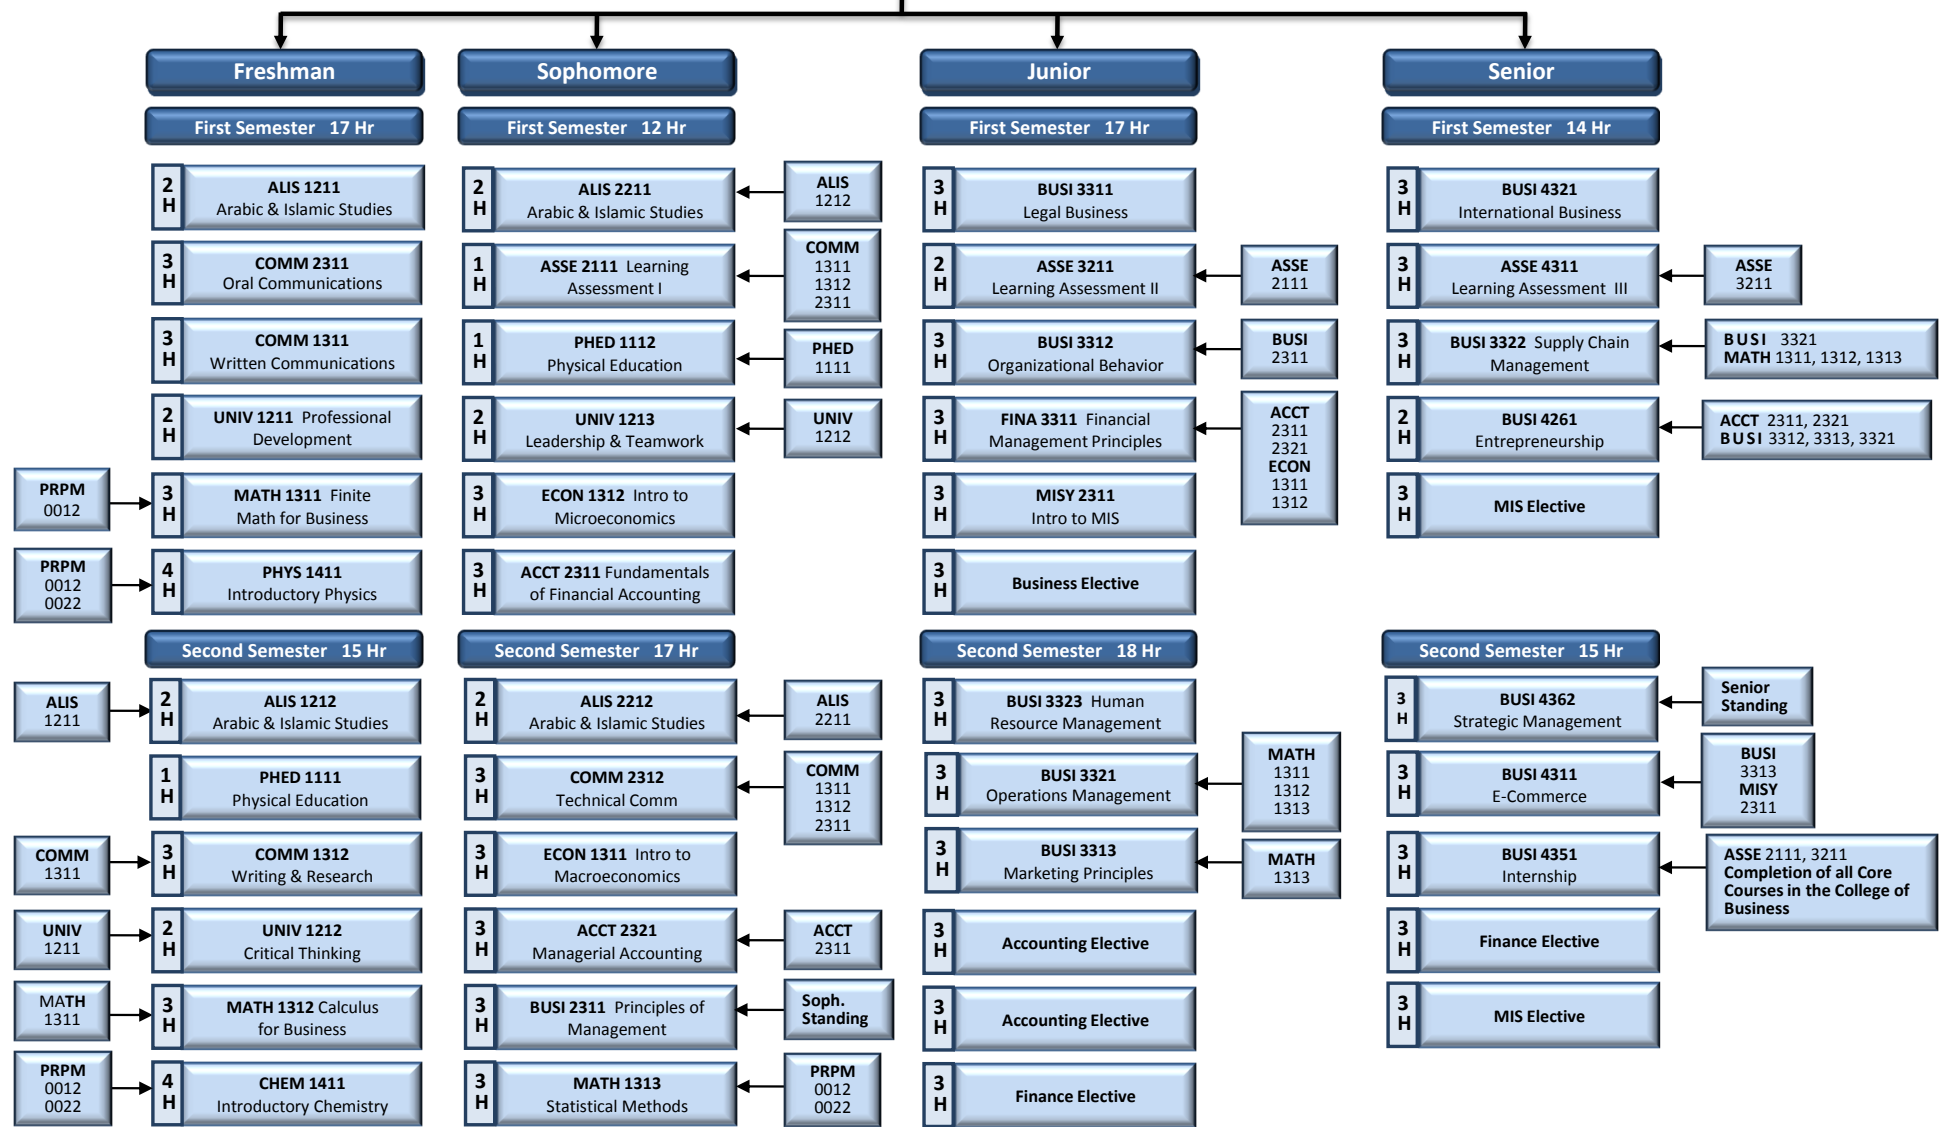 Freshman
First Semester 17 Hr
2
H
ALIS 1211
Arabic & Islamic Studies
3
H
COMM 2311
Oral Communications
3
H
COMM 1311
Written Communications
2
H
UNIV 1211 Professional
Development
PRPM
0012
3
H
MATH 1311 Finite
Math for Business
PRPM
0012
0022
4
H
PHYS 1411
Introductory Physics
Second Semester 15 Hr
ALIS
1211
2
H
ALIS 1212
Arabic & Islamic Studies
1
H
PHED 1111
Physical Education
COMM
1311
3
H
COMM 1312
Writing & Research
UNIV
1211
2
H
UNIV 1212
Critical Thinking
MATH
1311
3
H
MATH 1312 Calculus
for Business
PRPM
0012
0022
4
H
CHEM 1411
Introductory Chemistry
Sophomore
First Semester 12 Hr
2
H
ALIS 2211
Arabic & Islamic Studies
ALIS
1212
1
H
ASSE 2111 Learning
Assessment I
COMM
1311
1312
2311
1
H
PHED 1112
Physical Education
PHED
1111
2
H
UNIV 1213
Leadership & Teamwork
UNIV
1212
3
H
ECON 1312 Intro to
Microeconomics
3
H
ACCT 2311 Fundamentals
of Financial Accounting
Second Semester 17 Hr
2
H
ALIS 2212
Arabic & Islamic Studies
ALIS
2211
3
H
COMM 2312
Technical Comm
COMM
1311
1312
2311
3
H
ECON 1311 Intro to
Macroeconomics
3
H
ACCT 2321
Managerial Accounting
ACCT
2311
3
H
BUSI 2311 Principles of
Management
Soph.
Standing
3
H
MATH 1313
Statistical Methods
PRPM
0012
0022
Junior
First Semester 17 Hr
3
H
BUSI 3311
Legal Business
2
H
ASSE 3211
Learning Assessment II
ASSE
2111
3
H
BUSI 3312
Organizational Behavior
BUSI
2311
3
H
FINA 3311 Financial
Management Principles
ACCT
2311
2321
ECON
1311
1312
3
H
MISY 2311
Intro to MIS
3
H
Business Elective
Second Semester 18 Hr
3
H
BUSI 3323 Human
Resource Management
3
H
BUSI 3321
Operations Management
MATH
1311
1312
1313
3
H
BUSI 3313
Marketing Principles
MATH
1313
3
H
Accounting Elective
3
H
Accounting Elective
3
H
Finance Elective
Senior
First Semester 14 Hr
3
H
BUSI 4321
International Business
3
H
ASSE 4311
Learning Assessment III
ASSE
3211
3
H
BUSI 3322 Supply Chain
Management
BUSI 3321
MATH 1311, 1312, 1313
2
H
BUSI 4261
Entrepreneurship
ACCT 2311, 2321
BUSI 3312, 3313, 3321
3
H
MIS Elective
Second Semester 15 Hr
3
H
BUSI 4362
Strategic Management
Senior
Standing
3
H
BUSI 4311
E-Commerce
BUSI
3313
MISY
2311
3
H
BUSI 4351
Internship
ASSE 2111, 3211
Completion of all Core
Courses in the College of
Business
3
H
Finance Elective
3
H
MIS Elective